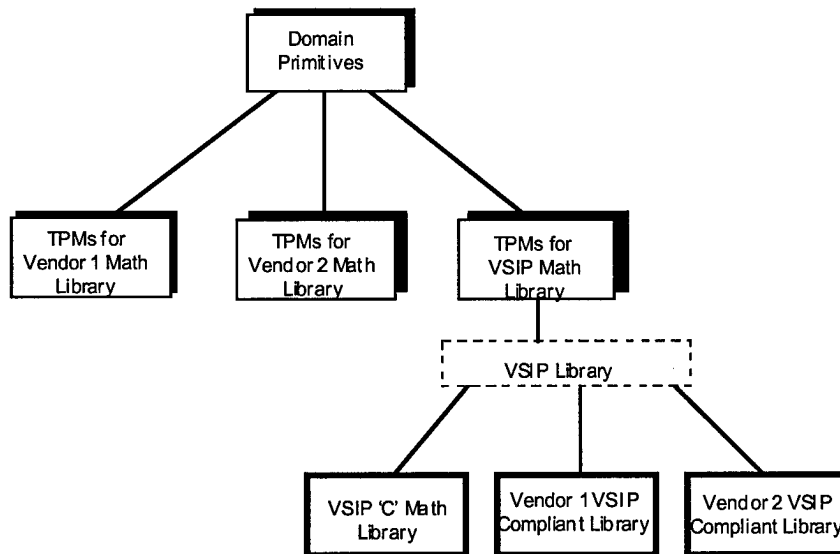 Domain
Primitives
TPMs for
Vendor 1 Math
Library
TPMs for
Vendor 2 Math
Library
TPMs for
VSIP Math
Library
VSIP Library
VSIP 'C' Math
Library
Vendor 1 VSIP
Compliant Library
Vendor 2 VSIP
Compliant Library